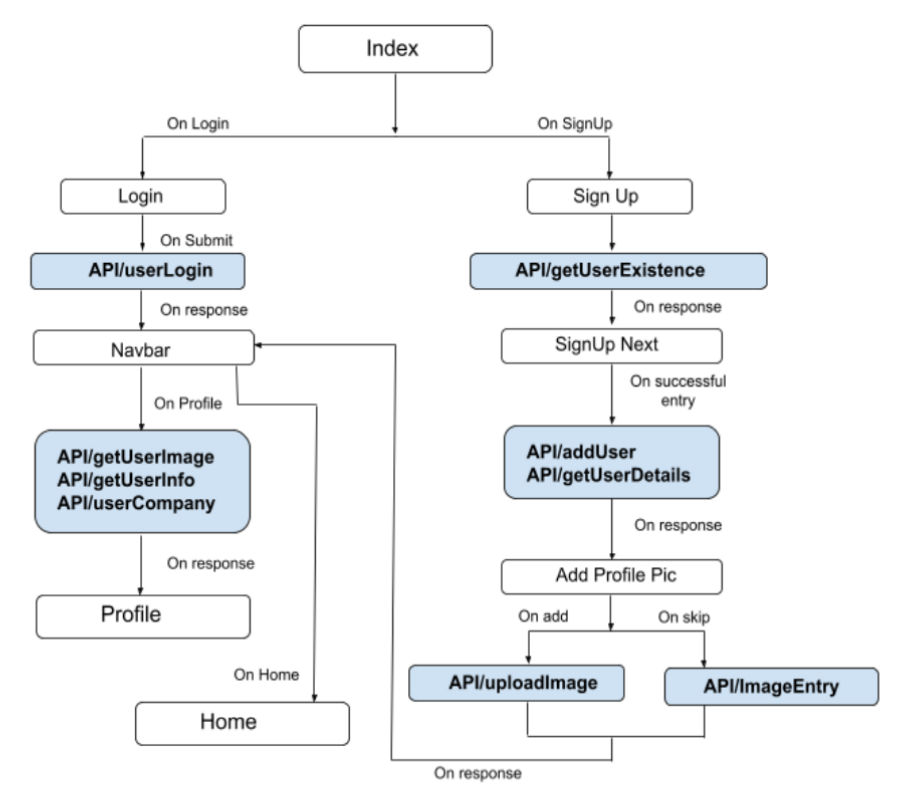 Index
On Login
On SignUp
Login
Sign Up
On Submit
API/userLogin
API/getUserExistence
On response
On response
Navbar
SignUp Next
On Profile
On successful
entry
API/getUserImage
API/getUserInfo
API/userCompany
API/addUser
API/getUserDetails
On response
On response
Profile
Add Profile Pic
On add
On skip
On Home
API/uploadImage
API/ImageEntry
Home
On response